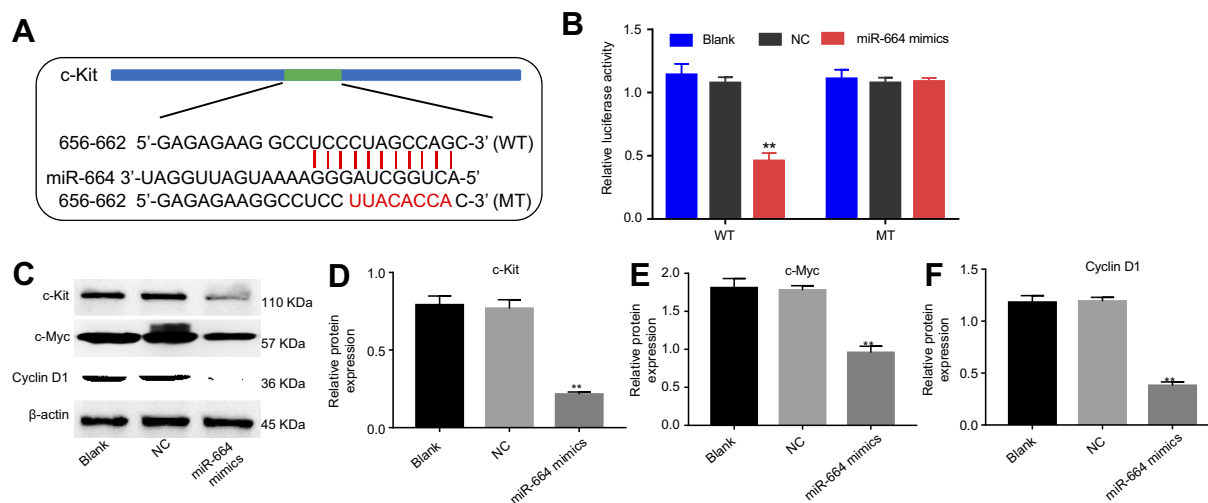 A
c-Kit
656-662 5’-GAGAGAAG GCCUCCCUAGCCAGC-3’ (WT)
miR-664 3’-UAGGUUAGUAAAAGGGAUCGGUCA-5’
656-662 5’-GAGAGAAGGCCUCC UUACACCA C-3’ (MT)
B
Relative luciferase activity
1.5
1.0
0.5
0.0
Blank NC miR-664 mimics
**
WT MT
C
c-Kit 110 KDa
c-Myc 57 KDa
Cyclin D1 36 KDa
β-actin 45 KDa
Blank NC miR-664 mimics
D
c-Kit
Relative protein expression
0.8
0.5
0.0
**
Blank NC miR-664 mimics
E
c-Myc
Relative protein expression
2.0
1.5
1.0
0.5
0.0
**
Blank NC miR-664 mimics
F
Cyclin D1
Relative protein expression
1.5
1.0
0.5
0.0
**
Blank NC miR-664 mimics